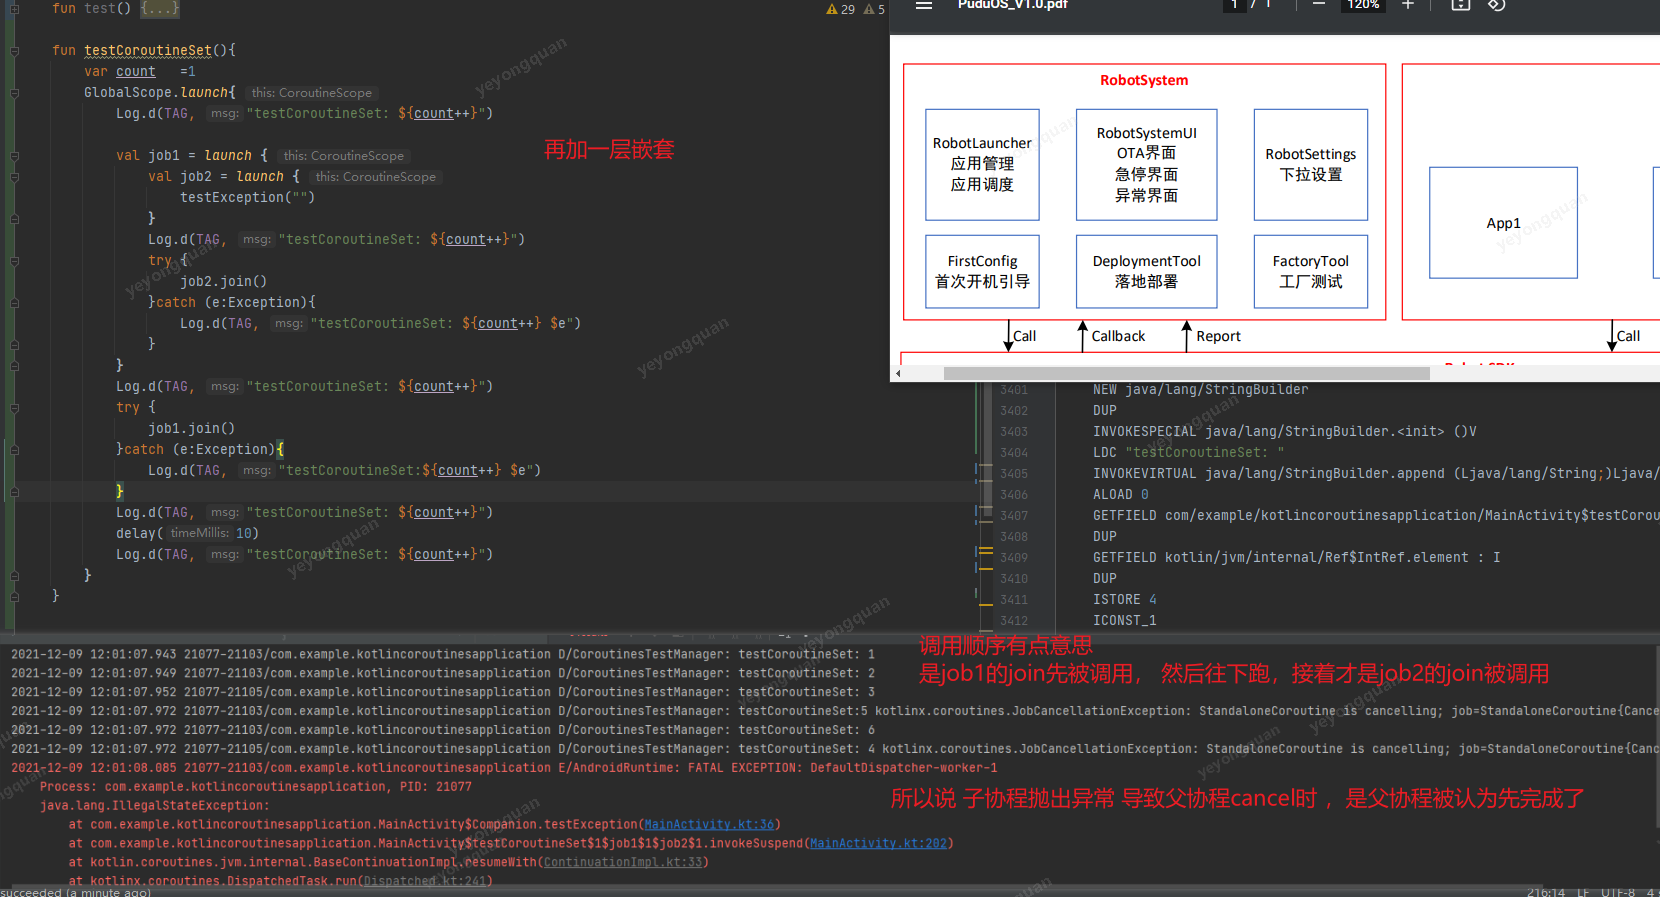 fun test() {...}
29 5
fun testCoroutineSet(){
var count =1
GlobalScope.launch{ this: CoroutineScope
Log.d(TAG, msg: "testCoroutineSet: ${count++}")
再加一层嵌套
val job1 = launch { this: CoroutineScope
val job2 = launch { this: CoroutineScope
testException("")
}
Log.d(TAG, msg: "testCoroutineSet: ${count++}")
try {
job2.join()
}catch (e:Exception){
Log.d(TAG, msg: "testCoroutineSet: ${count++} $e")
}
}
Log.d(TAG, msg: "testCoroutineSet: ${count++}")
try {
job1.join()
}catch (e:Exception){
Log.d(TAG, msg: "testCoroutineSet:${count++} $e")
}
Log.d(TAG, msg: "testCoroutineSet: ${count++}")
delay( timeMillis: 10)
Log.d(TAG, msg: "testCoroutineSet: ${count++}")
}
}
PuduOS_V1.0.pdf
1 / 1 120%
RobotSystem
RobotLauncher
应用管理
应用调度
RobotSystemUI
OTA界面
急停界面
异常界面
RobotSettings
下拉设置
FirstConfig
首次开机引导
DeploymentTool
落地部署
FactoryTool
工厂测试
App1
Call
Callback
Report
Call
3401 NEW java/lang/StringBuilder
3402 DUP
3403 INVOKESPECIAL java/lang/StringBuilder.<init> ()V
3404 LDC "testCoroutineSet: "
3405 INVOKEVIRTUAL java/lang/StringBuilder.append (Ljava/lang/String;)Ljava/
3406 ALOAD 0
3407 GETFIELD com/example/kotlincoroutinesapplication/MainActivity$testCorou
3408 DUP
3409 GETFIELD kotlin/jvm/internal/Ref$IntRef.element : I
3410 DUP
3411 ISTORE 4
3412 ICONST_1
调用顺序有点意思
是job1的join先被调用， 然后往下跑，接着才是job2的join被调用
2021-12-09 12:01:07.943 21077-21103/com.example.kotlincoroutinesapplication D/CoroutinesTestManager: testCoroutineSet: 1
2021-12-09 12:01:07.949 21077-21103/com.example.kotlincoroutinesapplication D/CoroutinesTestManager: testCoroutineSet: 2
2021-12-09 12:01:07.952 21077-21105/com.example.kotlincoroutinesapplication D/CoroutinesTestManager: testCoroutineSet: 3
2021-12-09 12:01:07.972 21077-21103/com.example.kotlincoroutinesapplication D/CoroutinesTestManager: testCoroutineSet:5 kotlinx.coroutines.JobCancellationException: StandaloneCoroutine is cancelling; job=StandaloneCoroutine{Cance
2021-12-09 12:01:07.972 21077-21103/com.example.kotlincoroutinesapplication D/CoroutinesTestManager: testCoroutineSet: 6
2021-12-09 12:01:07.972 21077-21105/com.example.kotlincoroutinesapplication D/CoroutinesTestManager: testCoroutineSet: 4 kotlinx.coroutines.JobCancellationException: StandaloneCoroutine is cancelling; job=StandaloneCoroutine{Canc
2021-12-09 12:01:08.085 21077-21103/com.example.kotlincoroutinesapplication E/AndroidRuntime: FATAL EXCEPTION: DefaultDispatcher-worker-1
Process: com.example.kotlincoroutinesapplication, PID: 21077
java.lang.IllegalStateException:
at com.example.kotlincoroutinesapplication.MainActivity$Companion.testException(MainActivity.kt:36)
at com.example.kotlincoroutinesapplication.MainActivity$testCoroutineSet$1$job1$1$job2$1.invokeSuspend(MainActivity.kt:202)
at kotlin.coroutines.jvm.internal.BaseContinuationImpl.resumeWith(ContinuationImpl.kt:33)
at kotlinx.coroutines.DispatchedTask.run(Dispatched.kt:241)
所以说 子协程抛出异常 导致父协程cancel时 ，是父协程被认为先完成了
succeeded (a minute ago)
216:14 LF UTF-8 4
yeyongquan